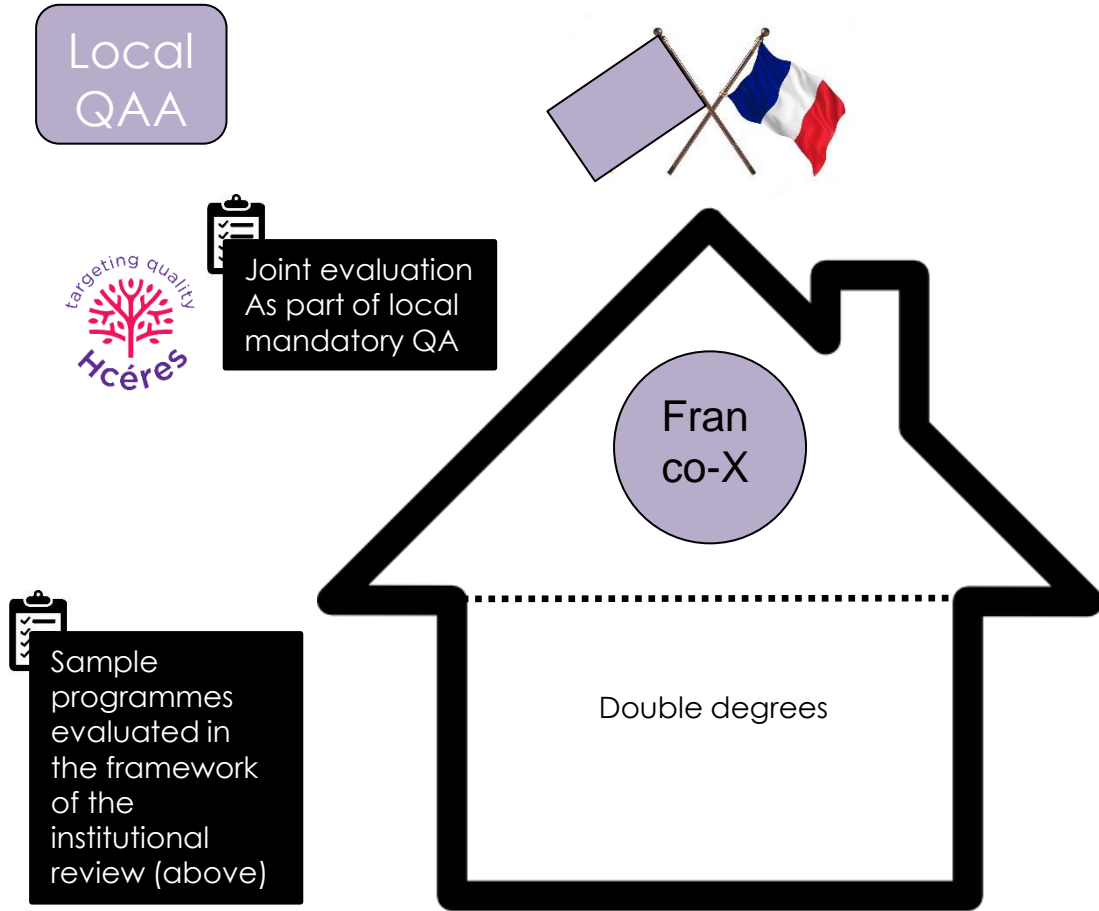 Local
QAA
Joint evaluation
As part of local
mandatory QA
targeting quality
Hcéres
Fran
co-X
Sample
programmes
evaluated in
the framework
of the
institutional
review (above)
Double degrees